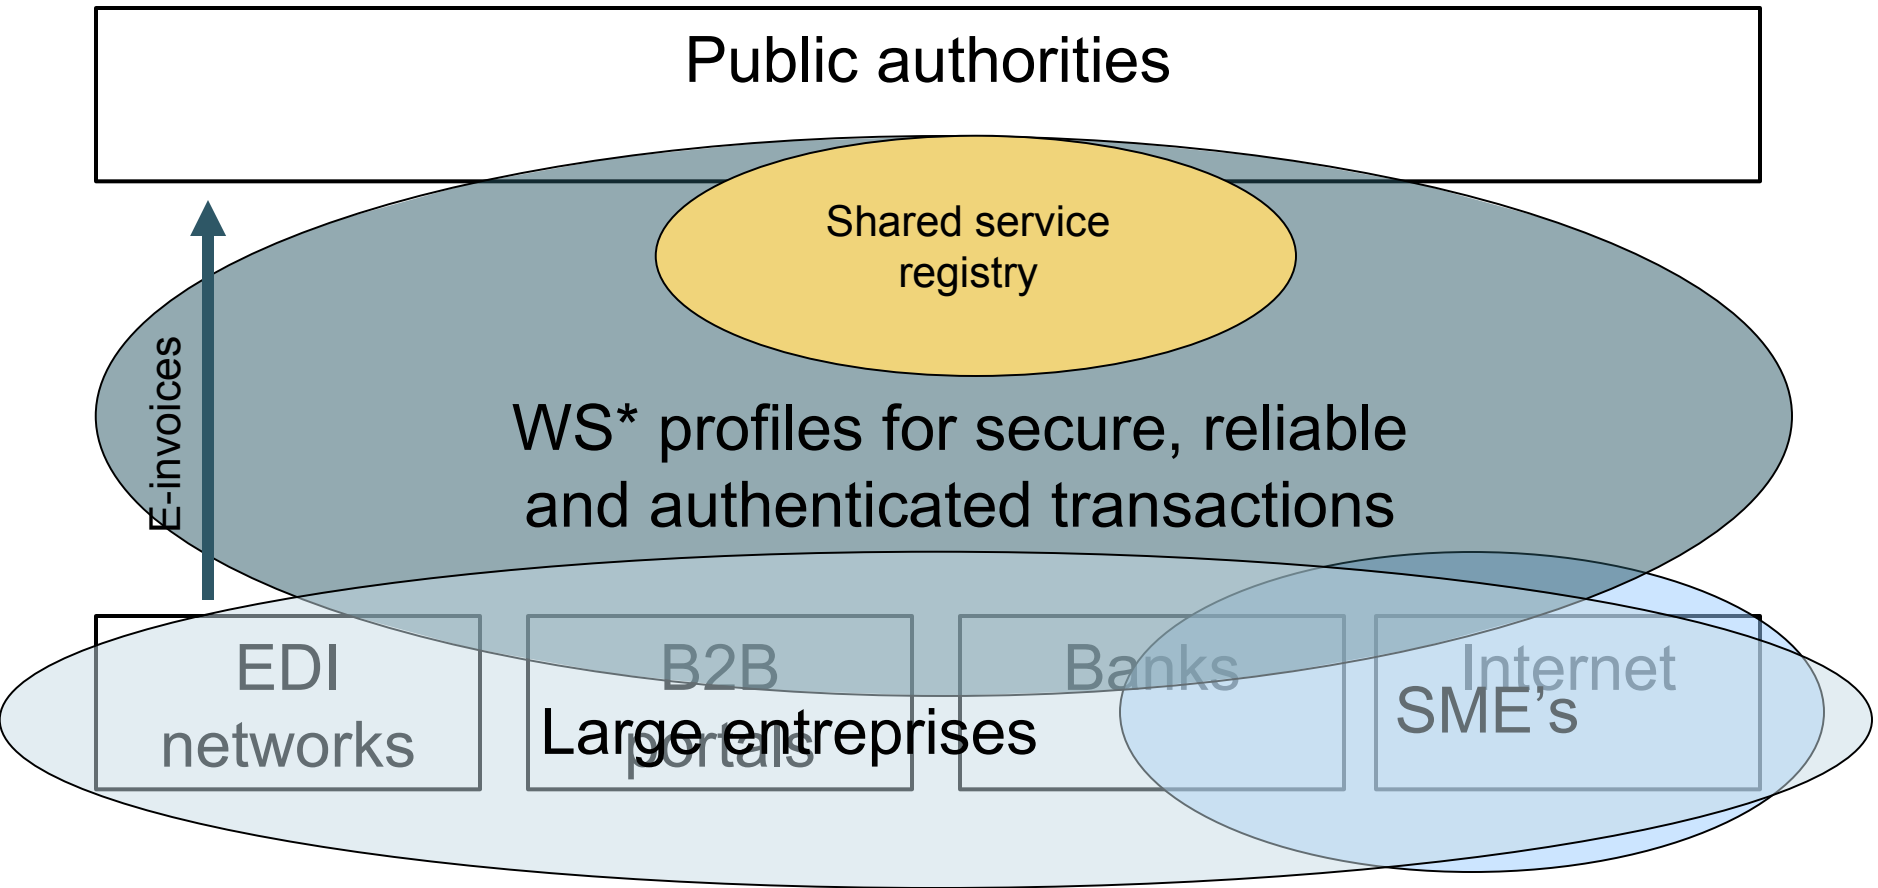 Public authorities
Shared service
registry
E-invoices
WS* profiles for secure, reliable
and authenticated transactions
EDI
networks
B2B
portals
Banks
Internet
Large entreprises
SME’s